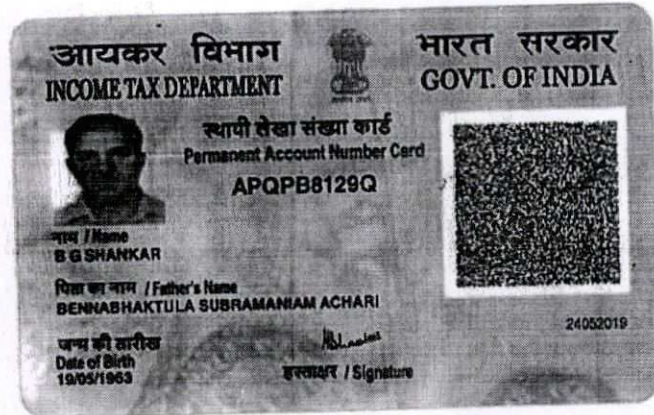 आयकर विभाग
INCOME TAX DEPARTMENT
भारत सरकार
GOVT. OF INDIA
स्थायी लेखा संख्या कार्ड
Permanent Account Number Card
APQPB8129Q
नाम / Name
B G SHANKAR
पिता का नाम / Father's Name
BENNABHAKTULA SUBRAMANIAM ACHARI
जन्म की तारीख
Date of Birth
19/05/1963
हस्ताक्षर / Signature
24052019